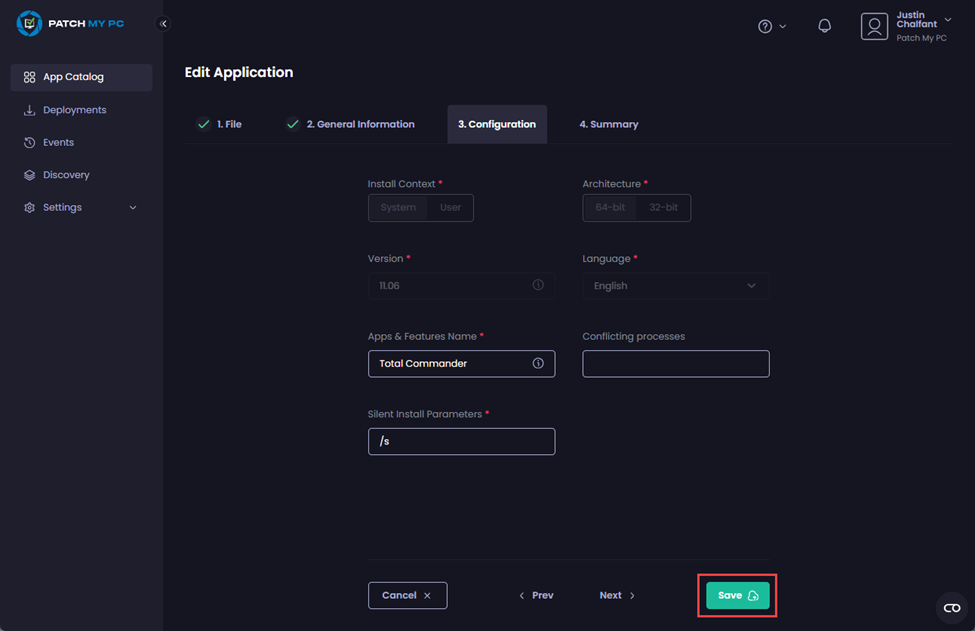 PATCH MY PC
Justin
Chalfant
Patch My PC
App Catalog
Deployments
Events
Discovery
Settings
Edit Application
1. File
2. General Information
3. Configuration
4. Summary
Install Context *
Architecture *
System
User
64-bit
32-bit
Version *
Language *
11.06
English
Apps & Features Name *
Conflicting processes
Total Commander
Silent Install Parameters *
/s
Cancel
Prev
Next
Save